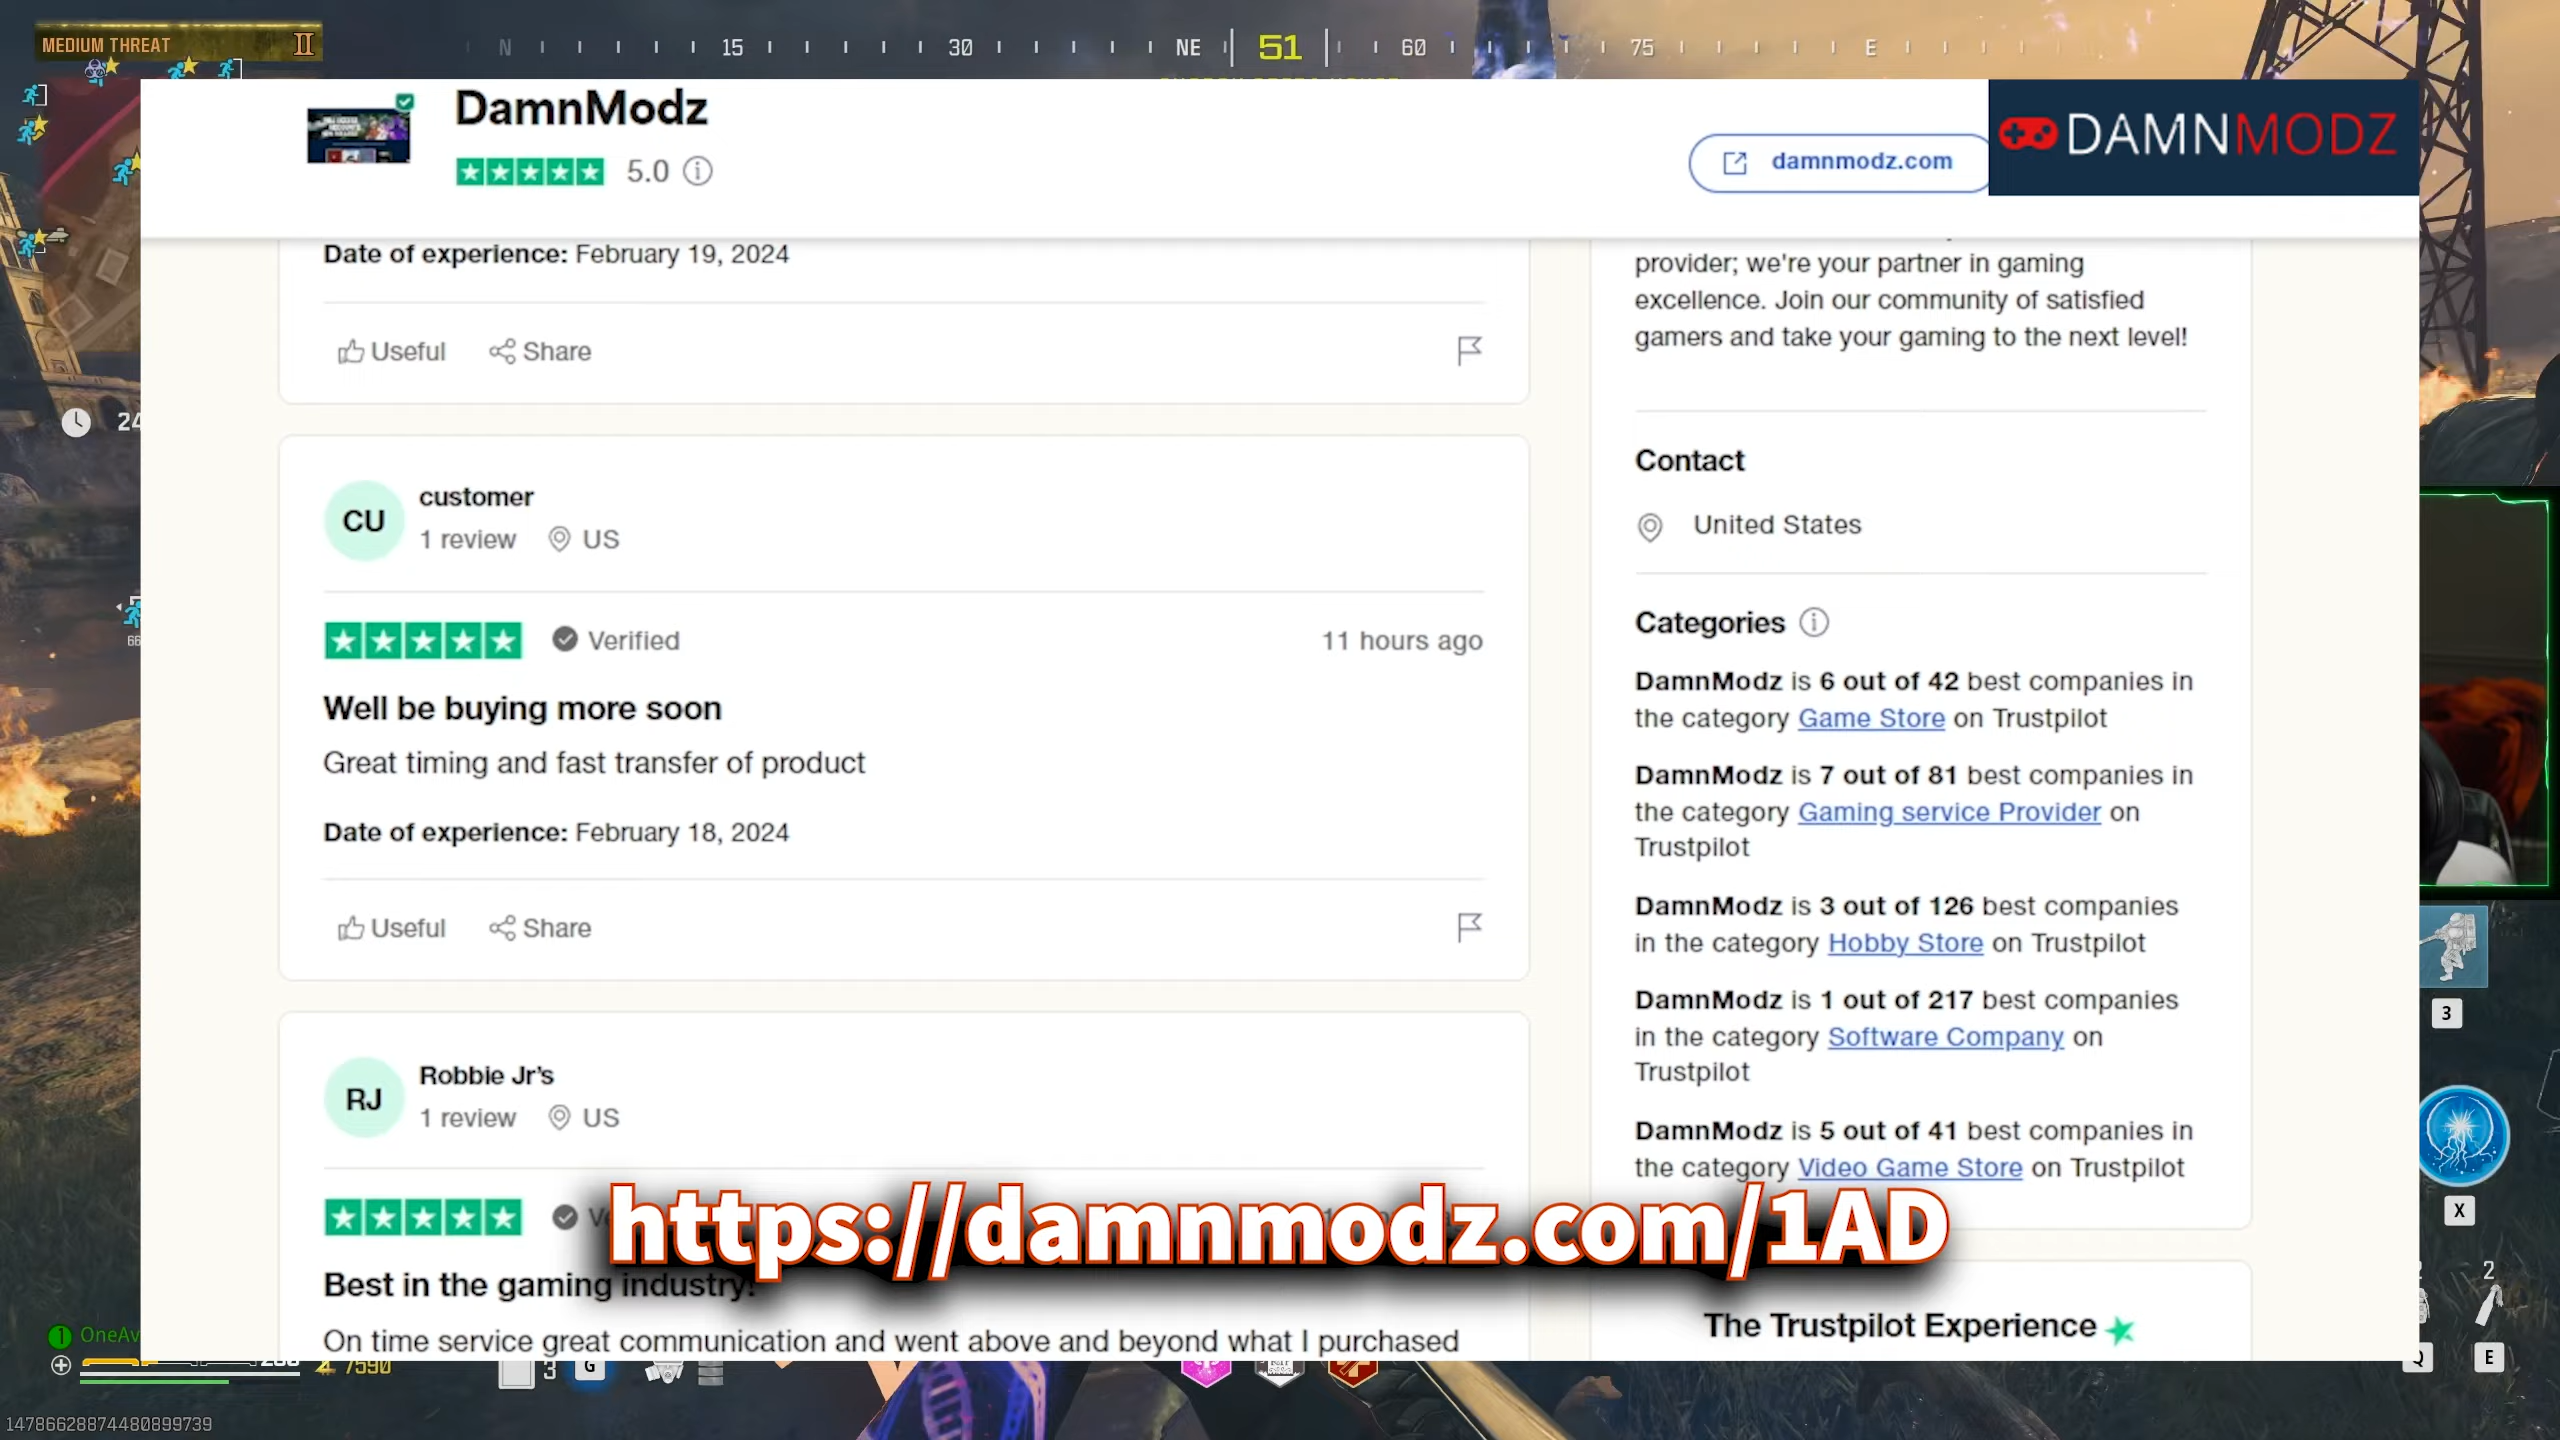 MEDIUM THREAT II
N 15 30 NE 51 60 75 E
DamnModz
5.0
damnmodz.com
DAMNMODZ
Date of experience: February 19, 2024
Useful Share
24
customer
CU
1 review US
Verified
11 hours ago
Well be buying more soon
Great timing and fast transfer of product
Date of experience: February 18, 2024
Useful Share
Robbie Jr's
RJ
1 review US
Best in the gaming industry!
On time service great communication and went above and beyond what I purchased
provider; we're your partner in gaming
excellence. Join our community of satisfied
gamers and take your gaming to the next level!
Contact
United States
Categories
DamnModz is 6 out of 42 best companies in
the category Game Store on Trustpilot
DamnModz is 7 out of 81 best companies in
the category Gaming service Provider on
Trustpilot
DamnModz is 3 out of 126 best companies
in the category Hobby Store on Trustpilot
DamnModz is 1 out of 217 best companies
in the category Software Company on
Trustpilot
DamnModz is 5 out of 41 best companies in
the category Video Game Store on Trustpilot
The Trustpilot Experience
https://damnmodz.com/1AD
3
X
2
Q E
66
1 OneAv
7590
3 G
14786628874480899739